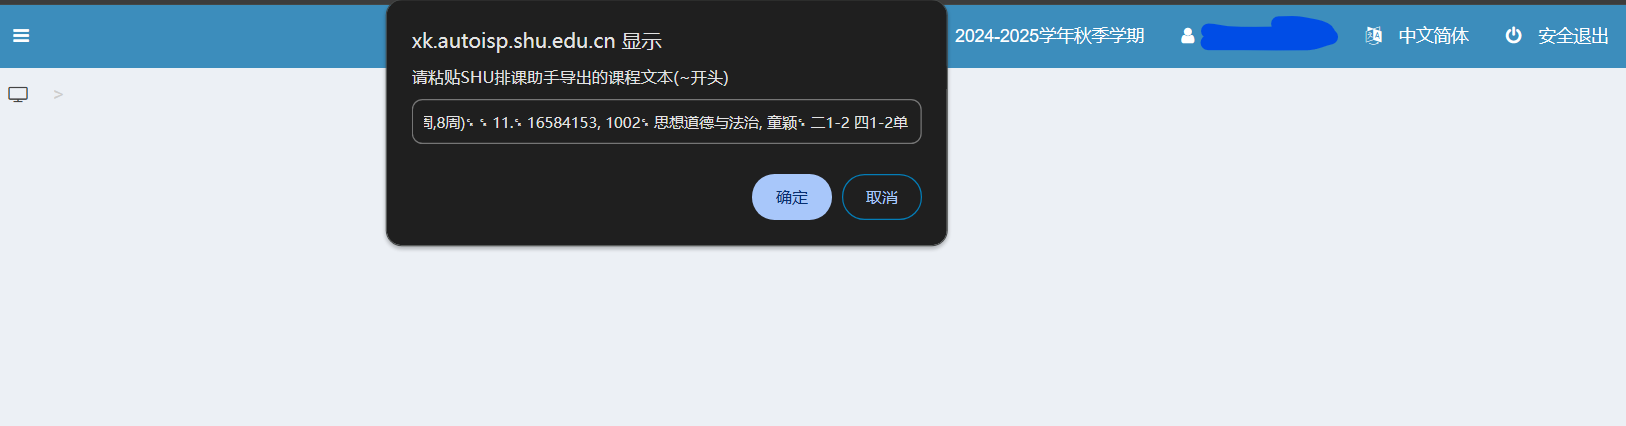 xk.autoisp.shu.edu.cn 显示
2024-2025学年秋季学期
中文简体
安全退出
请粘贴SHU排课助手导出的课程文本(~开头)
>
,8周)␊ ␊ 11.␊ 16584153, 1002␊ 思想道德与法治, 童颖␊ 二1-2 四1-2单
确定
取消